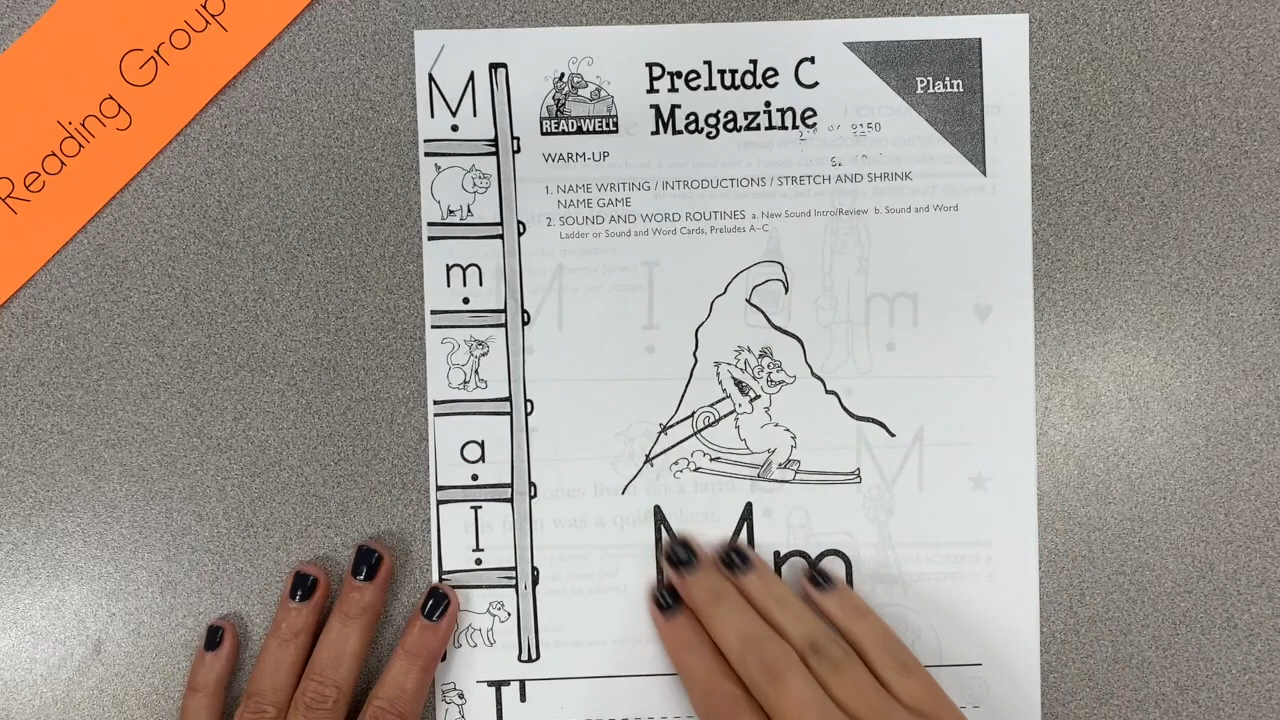 Reading Group
M
m
a
I
READ WELL
Prelude C
Magazine
Plain
WARM-UP
1. NAME WRITING / INTRODUCTIONS / STRETCH AND SHRINK
NAME GAME
2. SOUND AND WORD ROUTINES a. New Sound Intro/Review b. Sound and Word
Ladder or Sound and Word Cards, Preludes A–C
Mm